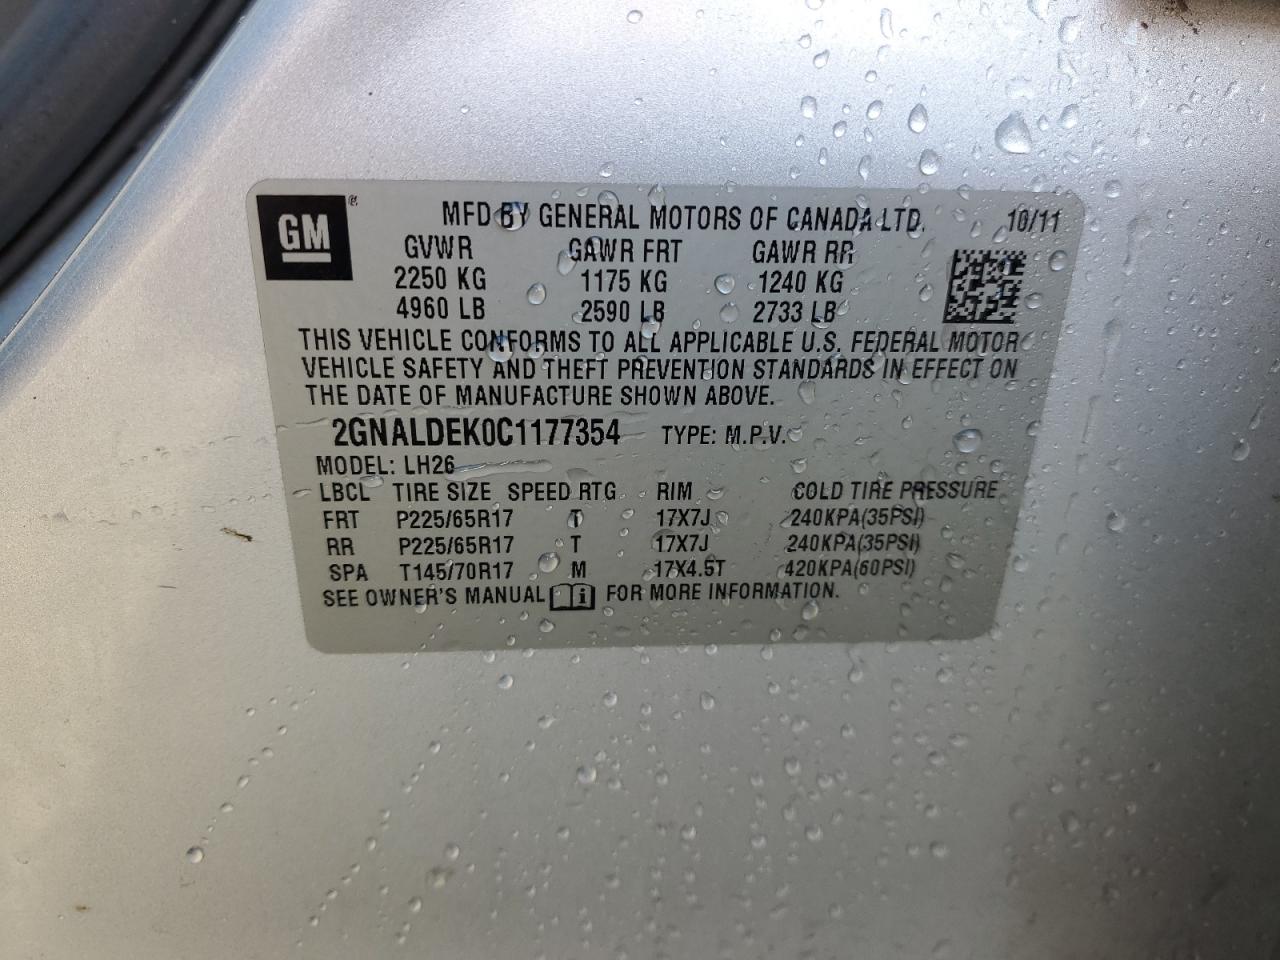 GM ®
MFD BY GENERAL MOTORS OF CANADA LTD. 10/11
GVWR GAWR FRT GAWR RR
2250 KG 1175 KG 1240 KG
4960 LB 2590 LB 2733 LB
THIS VEHICLE CONFORMS TO ALL APPLICABLE U.S. FEDERAL MOTOR
VEHICLE SAFETY AND THEFT PREVENTION STANDARDS IN EFFECT ON
THE DATE OF MANUFACTURE SHOWN ABOVE.
2GNALDEK0C1177354 TYPE: M.P.V.
MODEL: LH26
LBCL TIRE SIZE SPEED RTG RIM COLD TIRE PRESSURE
FRT P225/65R17 T 17X7J 240KPA(35PSI)
RR P225/65R17 T 17X7J 240KPA(35PSI)
SPA T145/70R17 M 17X4.5T 420KPA(60PSI)
SEE OWNER'S MANUAL i FOR MORE INFORMATION.